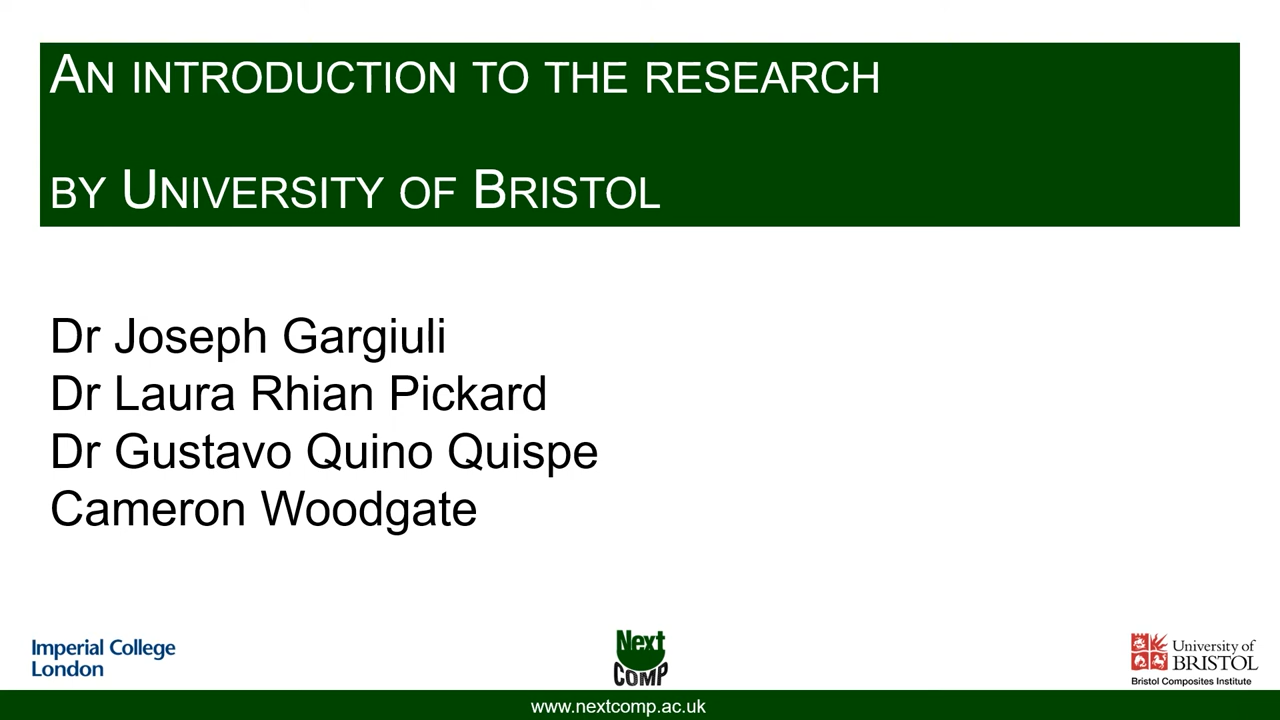 AN INTRODUCTION TO THE RESEARCH
BY UNIVERSITY OF BRISTOL
Dr Joseph Gargiuli
Dr Laura Rhian Pickard
Dr Gustavo Quino Quispe
Cameron Woodgate
Imperial College
London
Next
COMP
University of
BRISTOL
Bristol Composites Institute
www.nextcomp.ac.uk